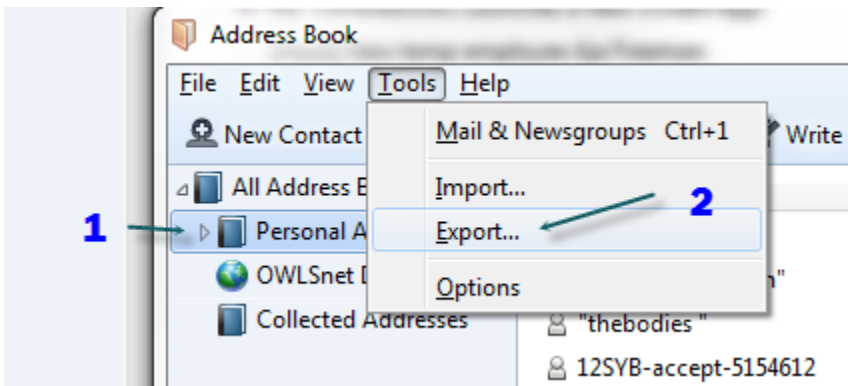 Address Book
File Edit View Tools Help
New Contact
Mail & Newsgroups Ctrl+1
Write
All Address B
Import...
2
1
Personal A
Export...
OWLSnet D
Options
n"
Collected Addresses
"thebodies "
12SYB-accept-5154612